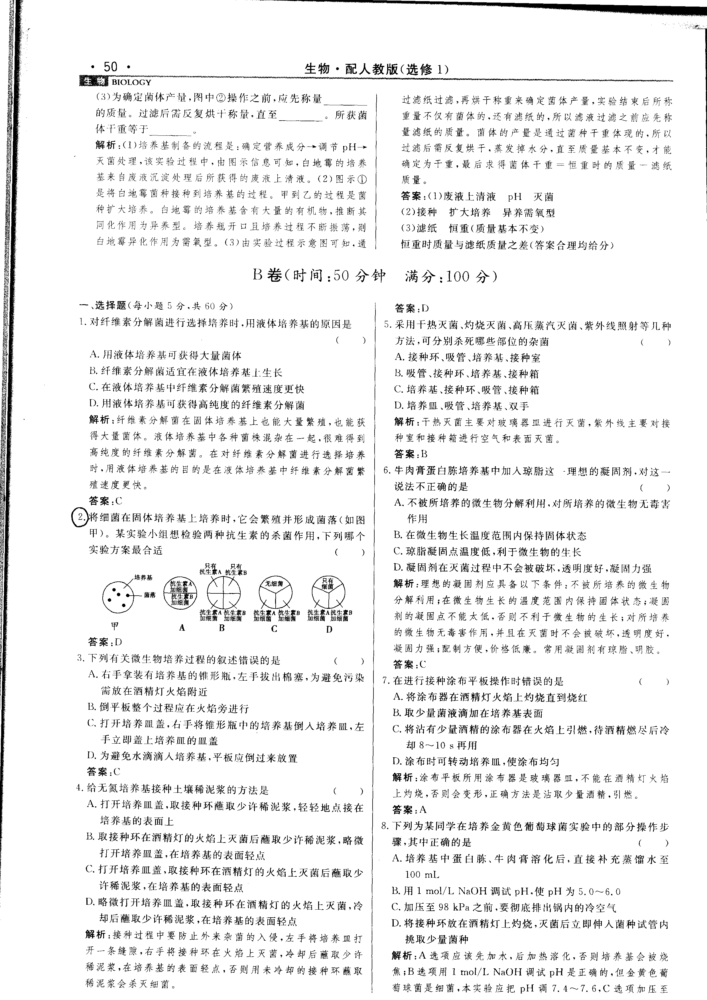 · 50 ·
生物·配人教版(选修1)
生物 BIOLOGY
(3)为确定菌体产量,图中②操作之前,应先称量________
的质量。过滤后需反复烘干称量,直至________。所获菌
体干重等于________。
解析:(1)培养基制备的流程是:确定营养成分→调节 pH→
灭菌处理,该实验过程中,由图示信息可知,白地霉的培养
基来自废液沉淀处理后所获得的废液上清液。(2)图示①
是将白地霉菌种接种到培养基的过程。甲到乙的过程是菌
种扩大培养。白地霉的培养基含有大量的有机物,推断其
同化作用为异养型。培养瓶开口且培养过程不断振荡,则
白地霉异化作用为需氧型。(3)由实验过程示意图可知,通
过滤纸过滤,再烘干称重来确定菌体产量,实验结束后所称
重量不仅有菌体的,还有滤纸的,所以滤液过滤之前应先称
量滤纸的质量。菌体的产量是通过菌种干重体现的,所以
过滤后需反复烘干,蒸发掉水分,直至质量基本不变,才能
确定为干重,最后求得菌体干重=恒重时的质量-滤纸
质量。
答案:(1)废液上清液 pH 灭菌
(2)接种 扩大培养 异养需氧型
(3)滤纸 恒重(质量基本不变)
恒重时质量与滤纸质量之差(答案合理均给分)
B卷(时间:50分钟 满分:100分)
一、选择题(每小题5分,共60分)
1. 对纤维素分解菌进行选择培养时,用液体培养基的原因是
( )
A. 用液体培养基可获得大量菌体
B. 纤维素分解菌适宜在液体培养基上生长
C. 在液体培养基中纤维素分解菌繁殖速度更快
D. 用液体培养基可获得高纯度的纤维素分解菌
解析:纤维素分解菌在固体培养基上也能大量繁殖,也能获
得大量菌体。液体培养基中各种菌株混杂在一起,很难得到
高纯度的纤维素分解菌。在对纤维素分解菌进行选择培养
时,用液体培养基的目的是在液体培养基中纤维素分解菌繁
殖速度更快。
答案:C
2. 将细菌在固体培养基上培养时,它会繁殖并形成菌落(如图
甲)。某实验小组想检验两种抗生素的杀菌作用,下列哪个
实验方案最合适 ( )
培养基
菌落
甲
抗生素A
加细菌
抗生素B
加细菌
A
只有 只有
抗生素A 抗生素B
抗生素A 抗生素B
加细菌 加细菌
B
无细菌
抗生素A 抗生素B
加细菌 加细菌
C
只有
细菌
抗生素A 抗生素B
加细菌 加细菌
D
答案:D
3. 下列有关微生物培养过程的叙述错误的是 ( )
A. 右手拿装有培养基的锥形瓶,左手拔出棉塞,为避免污染
需放在酒精灯火焰附近
B. 倒平板整个过程应在火焰旁进行
C. 打开培养皿盖,右手将锥形瓶中的培养基倒入培养皿,左
手立即盖上培养皿的皿盖
D. 为避免水滴滴入培养基,平板应倒过来放置
答案:C
4. 给无氮培养基接种土壤稀泥浆的方法是 ( )
A. 打开培养皿盖,取接种环蘸取少许稀泥浆,轻轻地点接在
培养基的表面上
B. 取接种环在酒精灯的火焰上灭菌后蘸取少许稀泥浆,略微
打开培养皿盖,在培养基的表面轻点
C. 打开培养皿盖,取接种环在酒精灯的火焰上灭菌后蘸取少
许稀泥浆,在培养基的表面轻点
D. 略微打开培养皿盖,取接种环在酒精灯的火焰上灭菌,冷
却后蘸取少许稀泥浆,在培养基的表面轻点
解析:接种过程中要防止外来杂菌的入侵,左手将培养皿打
开一条缝隙,右手将接种环在火焰上灭菌,冷却后蘸取少许
稀泥浆,在培养基的表面轻点,否则用未冷却的接种环蘸取
稀泥浆会杀灭细菌。
答案:D
5. 采用干热灭菌、灼烧灭菌、高压蒸汽灭菌、紫外线照射等几种
方法,可分别杀死哪些部位的杂菌 ( )
A. 接种环、吸管、培养基、接种室
B. 吸管、接种环、培养基、接种箱
C. 培养基、接种环、吸管、接种箱
D. 培养皿、吸管、培养基、双手
解析:干热灭菌主要对玻璃器皿进行灭菌,紫外线主要对接
种室和接种箱进行空气和表面灭菌。
答案:B
6. 牛肉膏蛋白胨培养基中加入琼脂这一理想的凝固剂,对这一
说法不正确的是 ( )
A. 不被所培养的微生物分解利用,对所培养的微生物无毒害
作用
B. 在微生物生长温度范围内保持固体状态
C. 琼脂凝固点温度低,利于微生物的生长
D. 凝固剂在灭菌过程中不会被破坏,透明度好,凝固力强
解析:理想的凝固剂应具备以下条件:不被所培养的微生物
分解利用;在微生物生长的温度范围内保持固体状态;凝固
剂的凝固点不能太低,否则不利于微生物的生长;对所培养
的微生物无毒害作用,并且在灭菌时不会被破坏,透明度好,
凝固力强;配制方便,价格低廉。常用凝固剂有琼脂、明胶。
答案:C
7. 在进行接种涂布平板操作时错误的是 ( )
A. 将涂布器在酒精灯火焰上灼烧直到烧红
B. 取少量菌液滴加在培养基表面
C. 将沾有少量酒精的涂布器在火焰上引燃,待酒精燃尽后冷
却 8~10 s 再用
D. 涂布时可转动培养皿,使涂布均匀
解析:涂布平板所用涂布器是玻璃器皿,不能在酒精灯火焰
上灼烧,否则会变形,正确方法是沾取少量酒精,引燃。
答案:A
8. 下列为某同学在培养金黄色葡萄球菌实验中的部分操作步
骤,其中正确的是 ( )
A. 培养基中蛋白胨、牛肉膏溶化后,直接补充蒸馏水至
100 mL
B. 用 1 mol/L NaOH 调试 pH,使 pH 为 5.0~6.0
C. 加压至 98 kPa 之前,要彻底排出锅内的冷空气
D. 将接种环放在酒精灯上灼烧,灭菌后立即伸入菌种试管内
挑取少量菌种
解析:A 选项应该先加水,后加热溶化,否则培养基会被烧
焦;B 选项用 1 mol/L NaOH 调试 pH 是正确的,但金黄色葡
萄球菌是细菌,本实验应把 pH 调 7.4~7.6,C 选项加压至